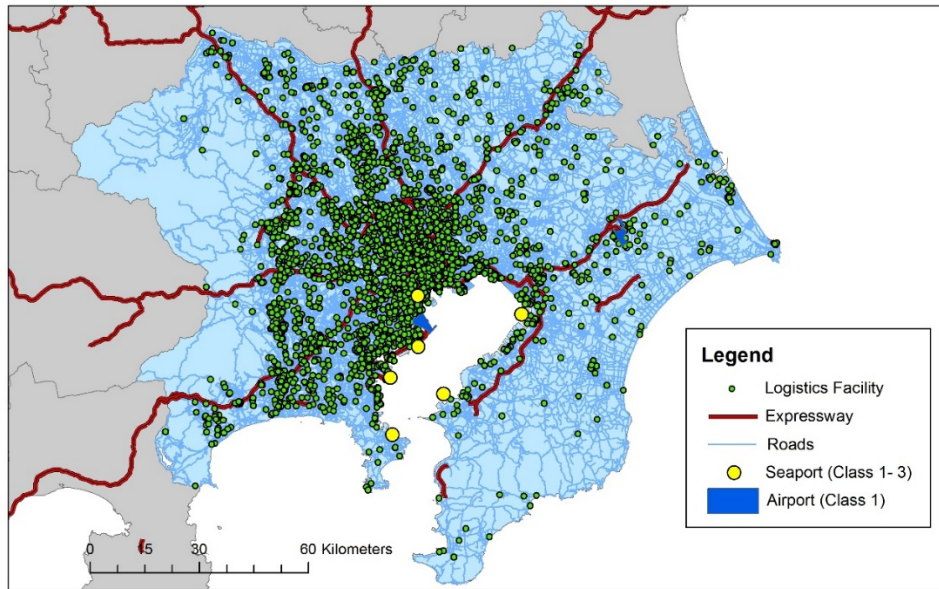 Legend
Logistics Facility
Expressway
Roads
Seaport (Class 1- 3)
Airport (Class 1)
0 15 30 60 Kilometers